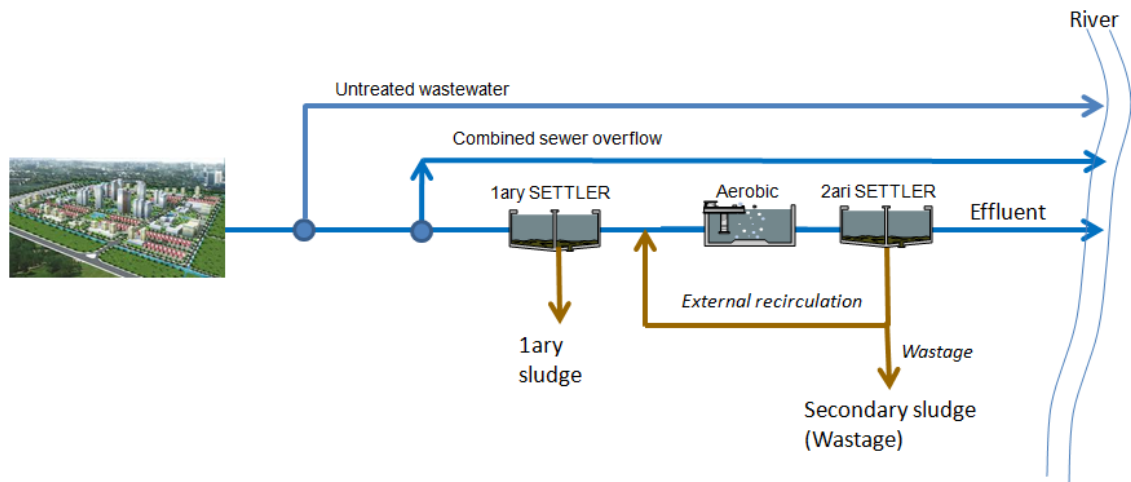 River
Untreated wastewater
Combined sewer overflow
1ary SETTLER
Aerobic
2ari SETTLER
Effluent
External recirculation
1ary
sludge
Wastage
Secondary sludge
(Wastage)